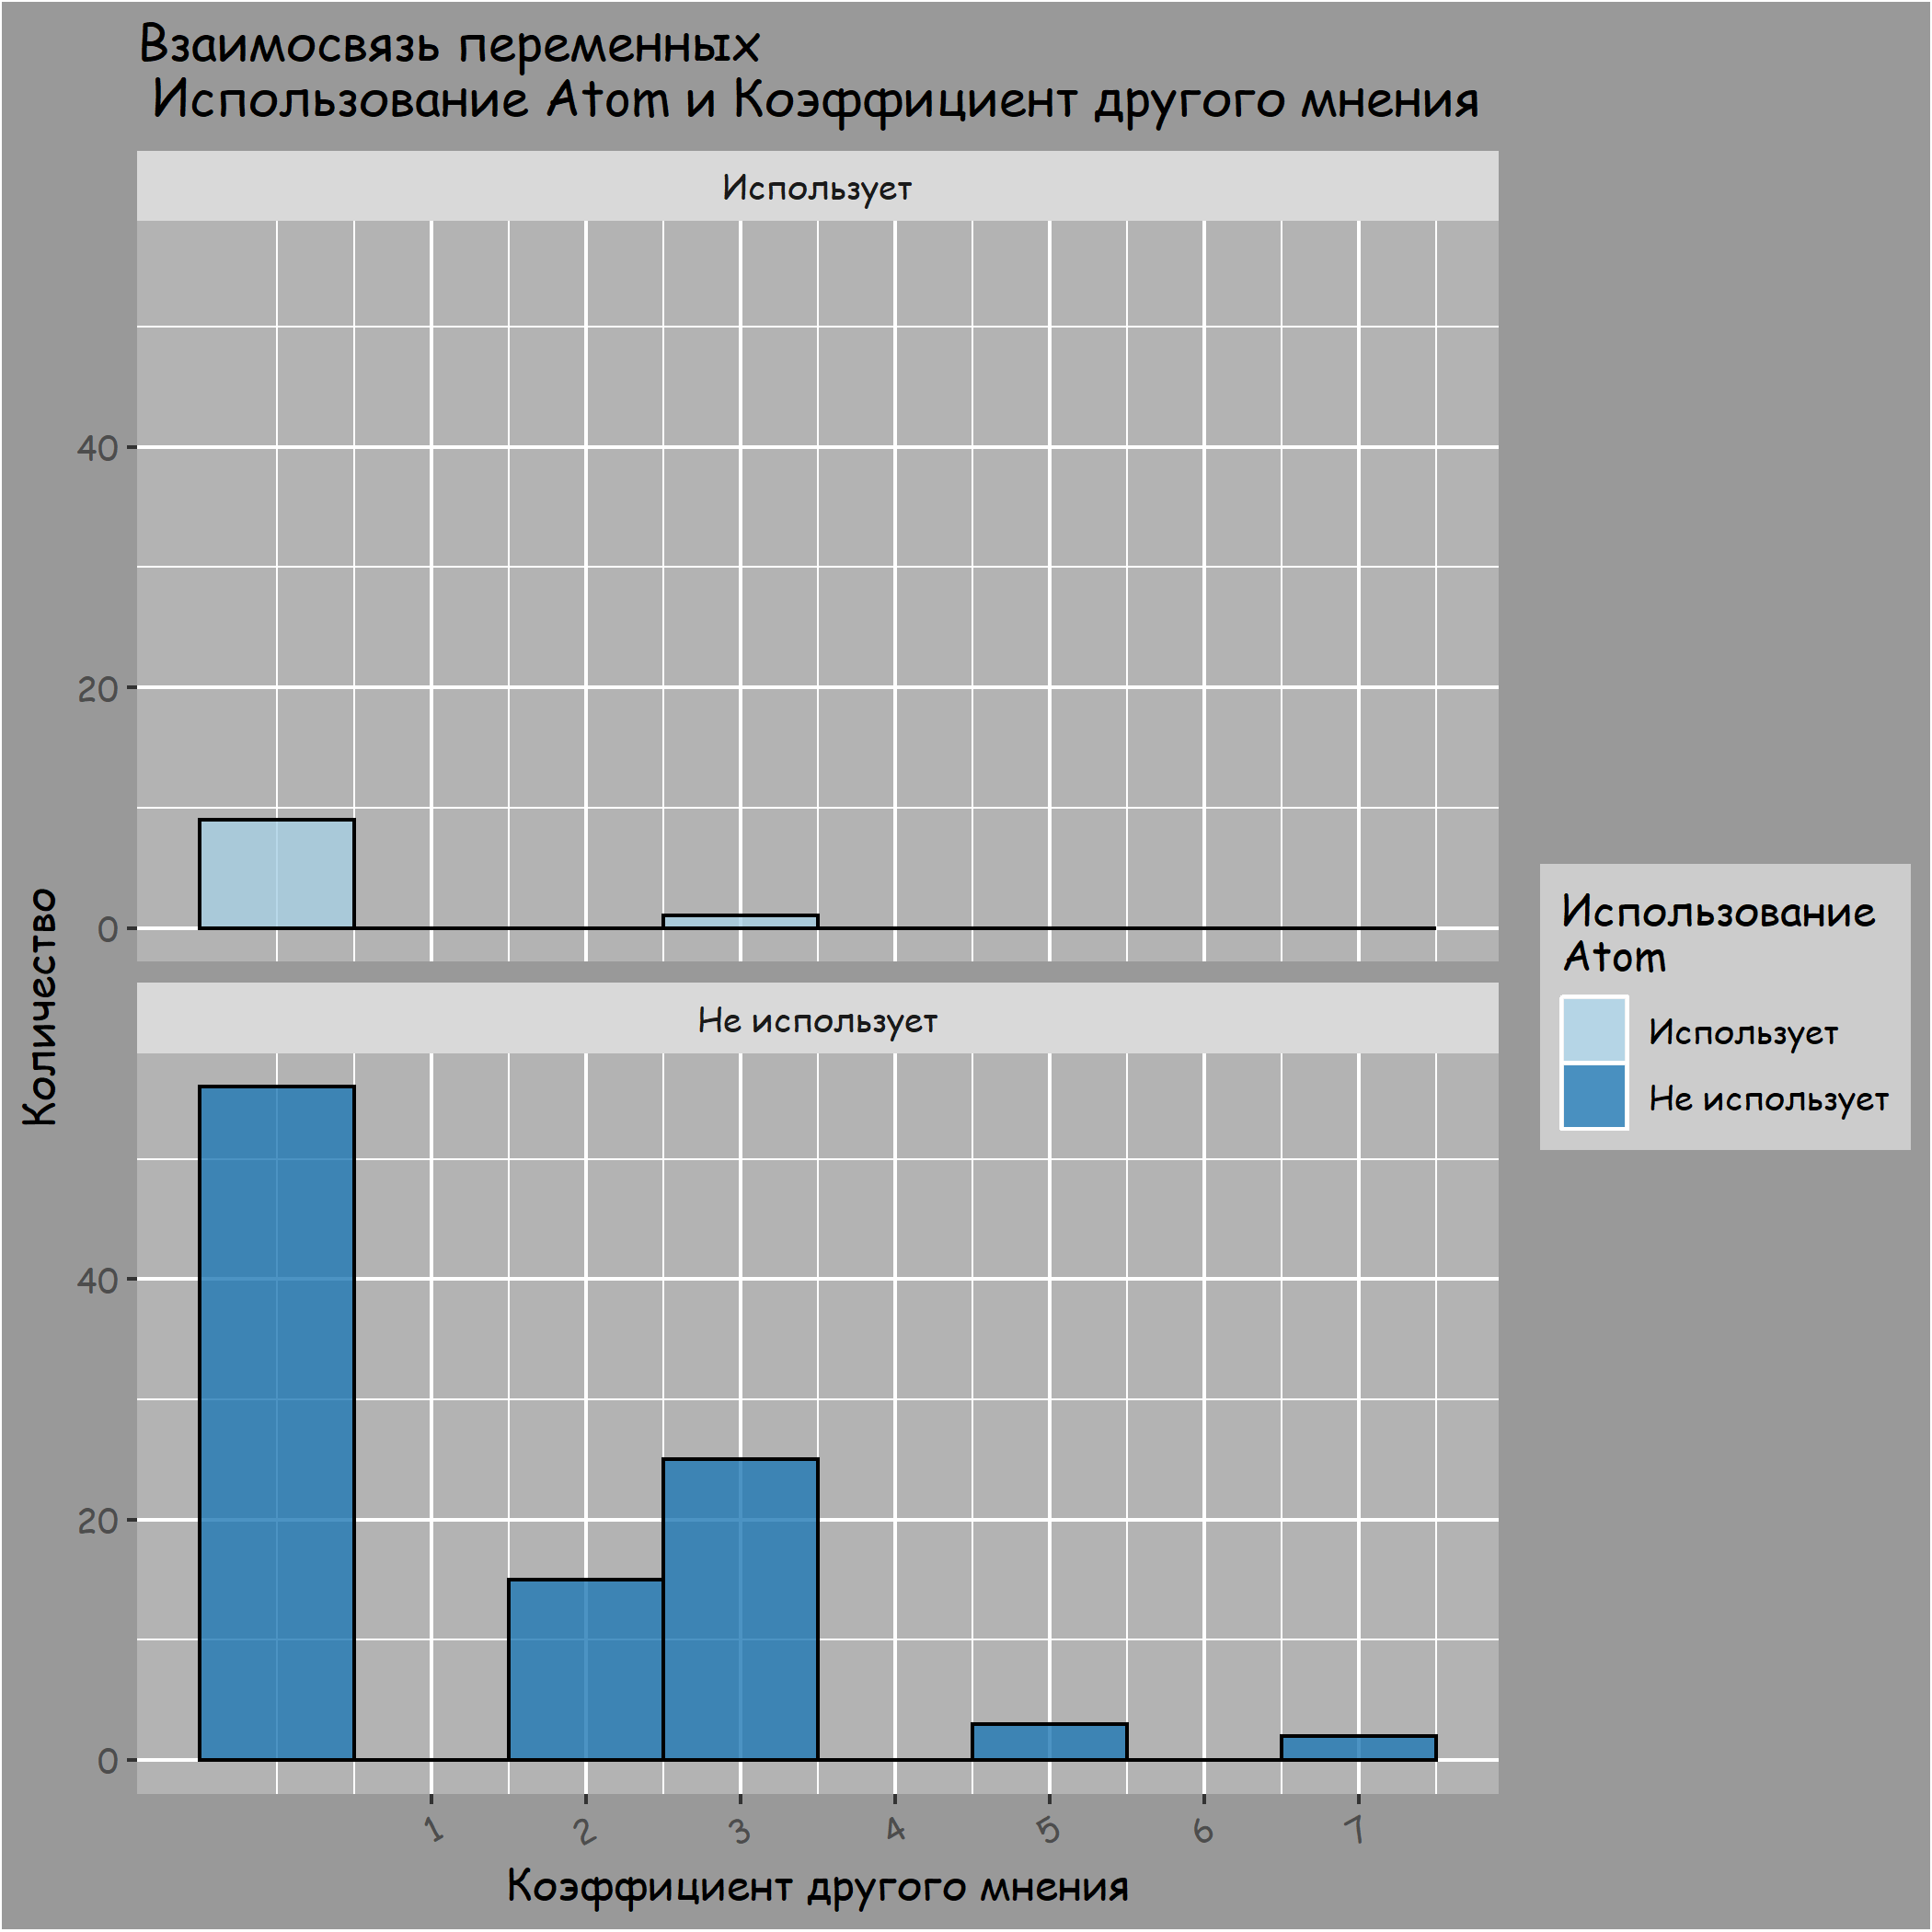 Взаимосвязь переменных
Использование Atom и Коэффициент другого мнения
Использует
40
20
0
Не использует
40
20
0
1 2 3 4 5 6 7
Коэффициент другого мнения
Количество
Использование
Atom
Использует
Не использует